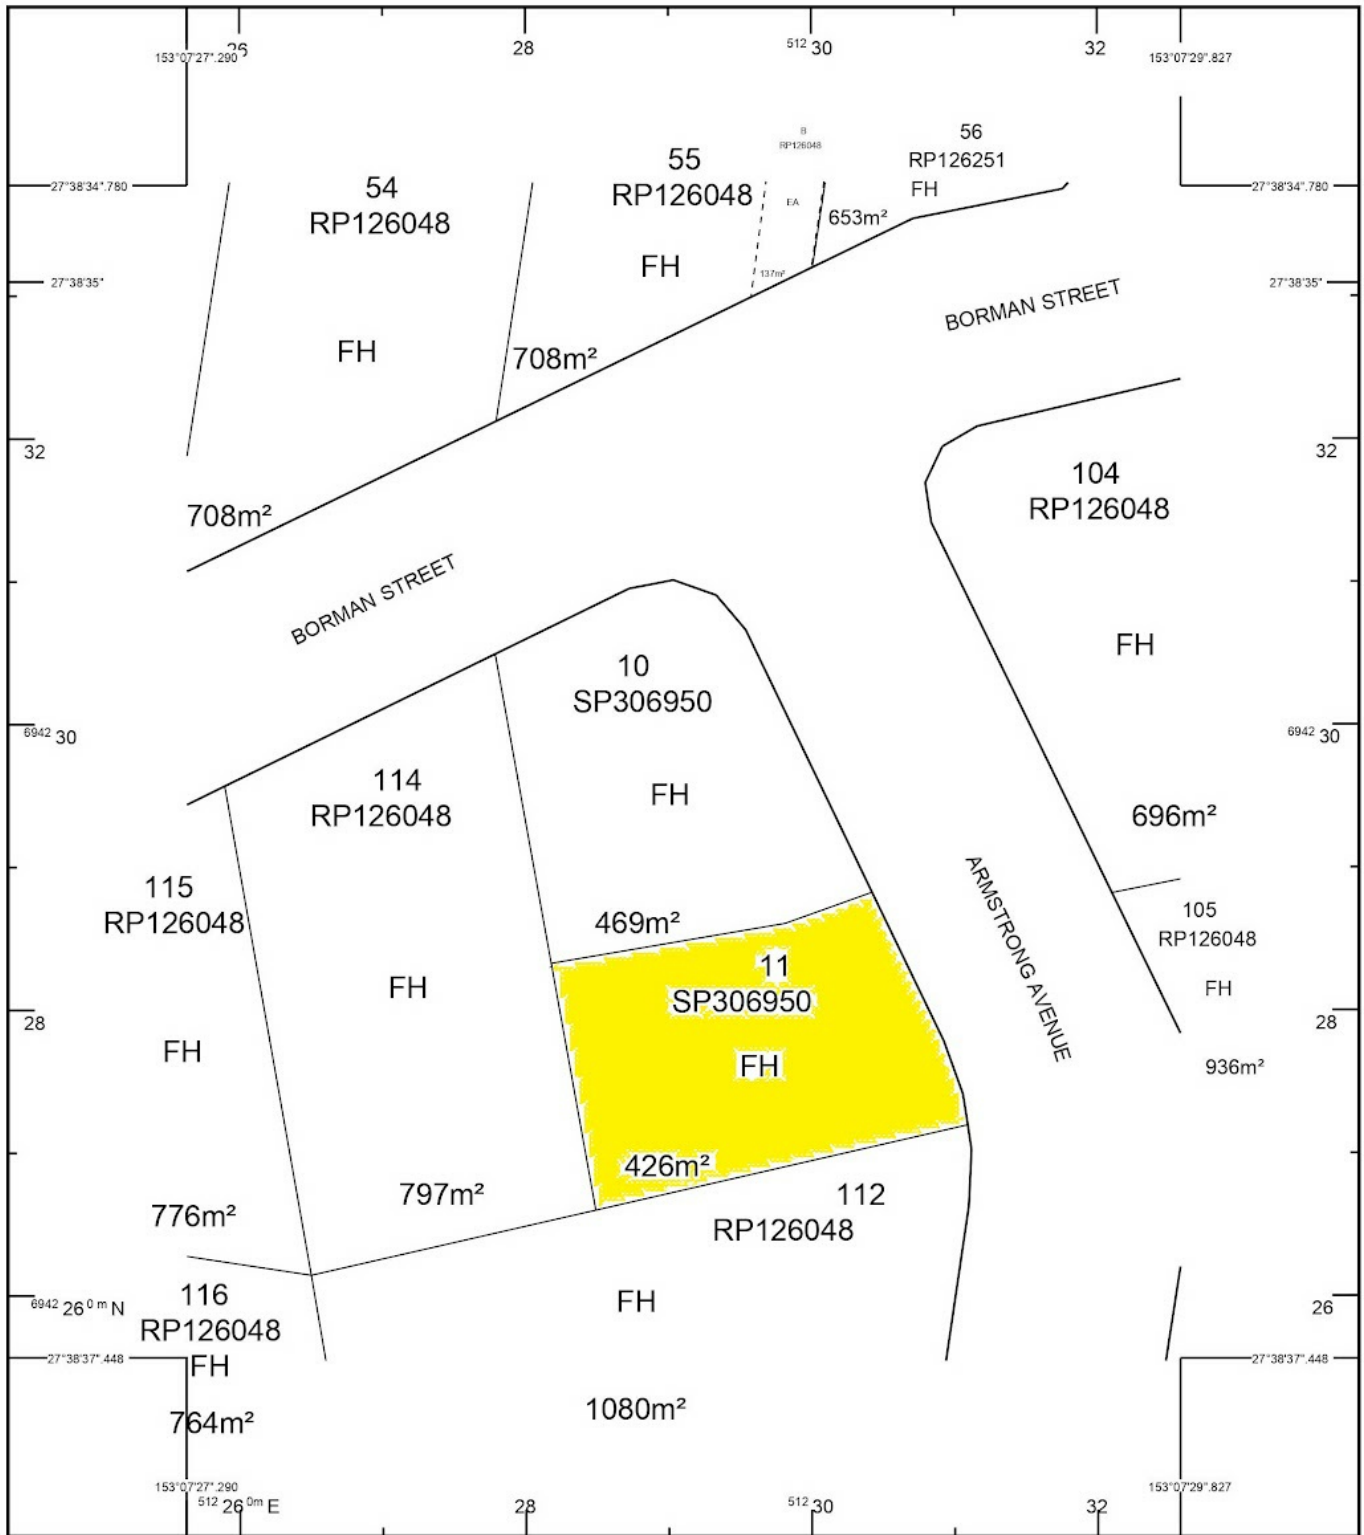 26
28
512 30
32
153°07'27".290
153°07'29".827
B
RP126048
56
RP126251
FH
55
RP126048
54
RP126048
27°38'34".780
27°38'34".780
EA
653m²
FH
137m²
27°38'35"
27°38'35"
BORMAN STREET
FH
708m²
32
32
104
RP126048
708m²
BORMAN STREET
FH
10
SP306950
6942 30
6942 30
114
RP126048
FH
696m²
115
RP126048
ARMSTRONG AVENUE
469m²
105
RP126048
11
SP306950
FH
FH
28
28
FH
FH
936m²
426m²
797m²
112
RP126048
776m²
116
RP126048
FH
6942 26 0 m N
26
27°38'37".448
27°38'37".448
FH
1080m²
764m²
153°07'27".290
153°07'29".827
512 26 0m E
28
512 30
32